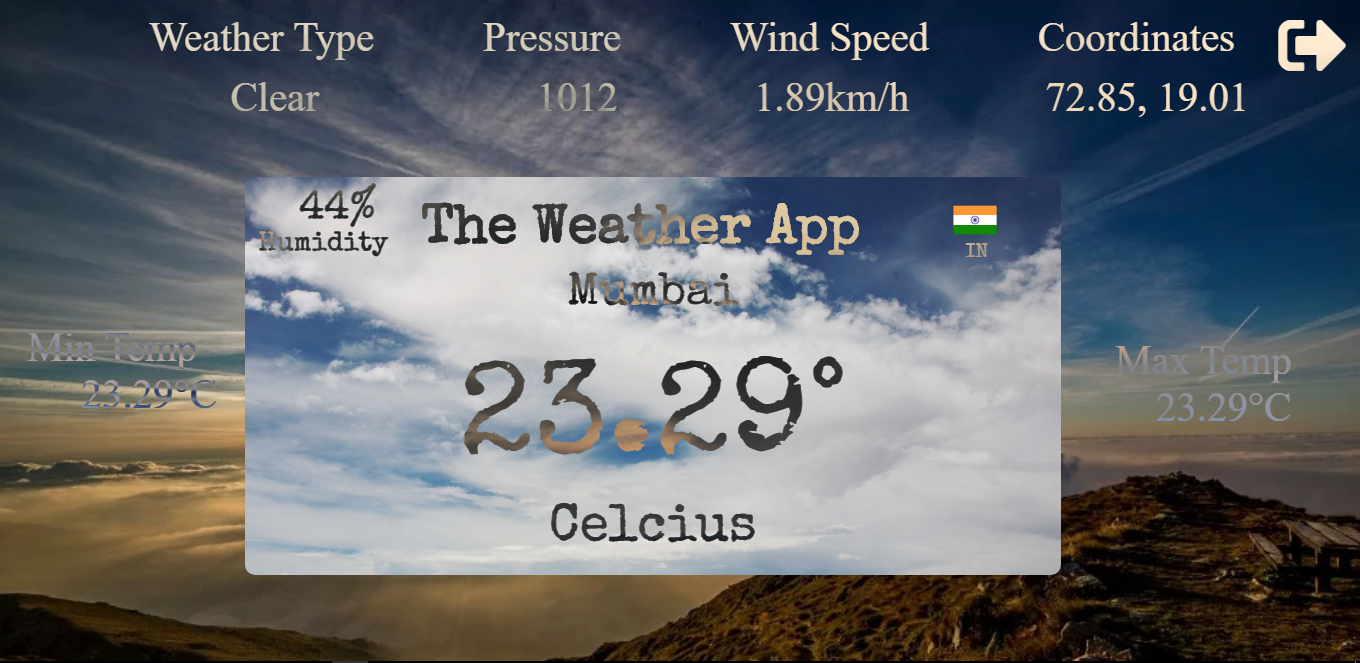 Weather Type Pressure Wind Speed Coordinates
Clear 1012 1.89km/h 72.85, 19.01
44%
Humidity
The Weather App
IN
Mumbai
Min Temp
23.29°C
23.29°
Celcius
Max Temp
23.29°C